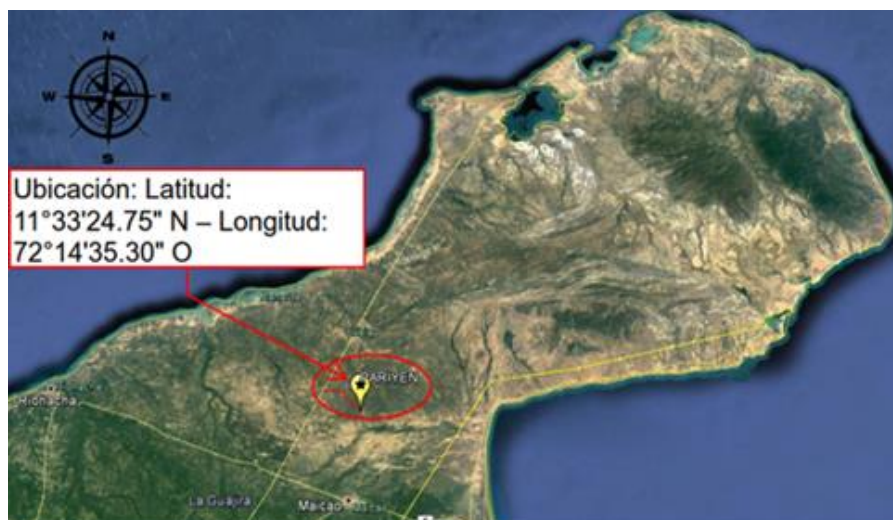 N
W E
S
Ubicación: Latitud:
11°33'24.75" N – Longitud:
72°14'35.30" O
PARIYEN
Riohacha
La Guajira
Maicao